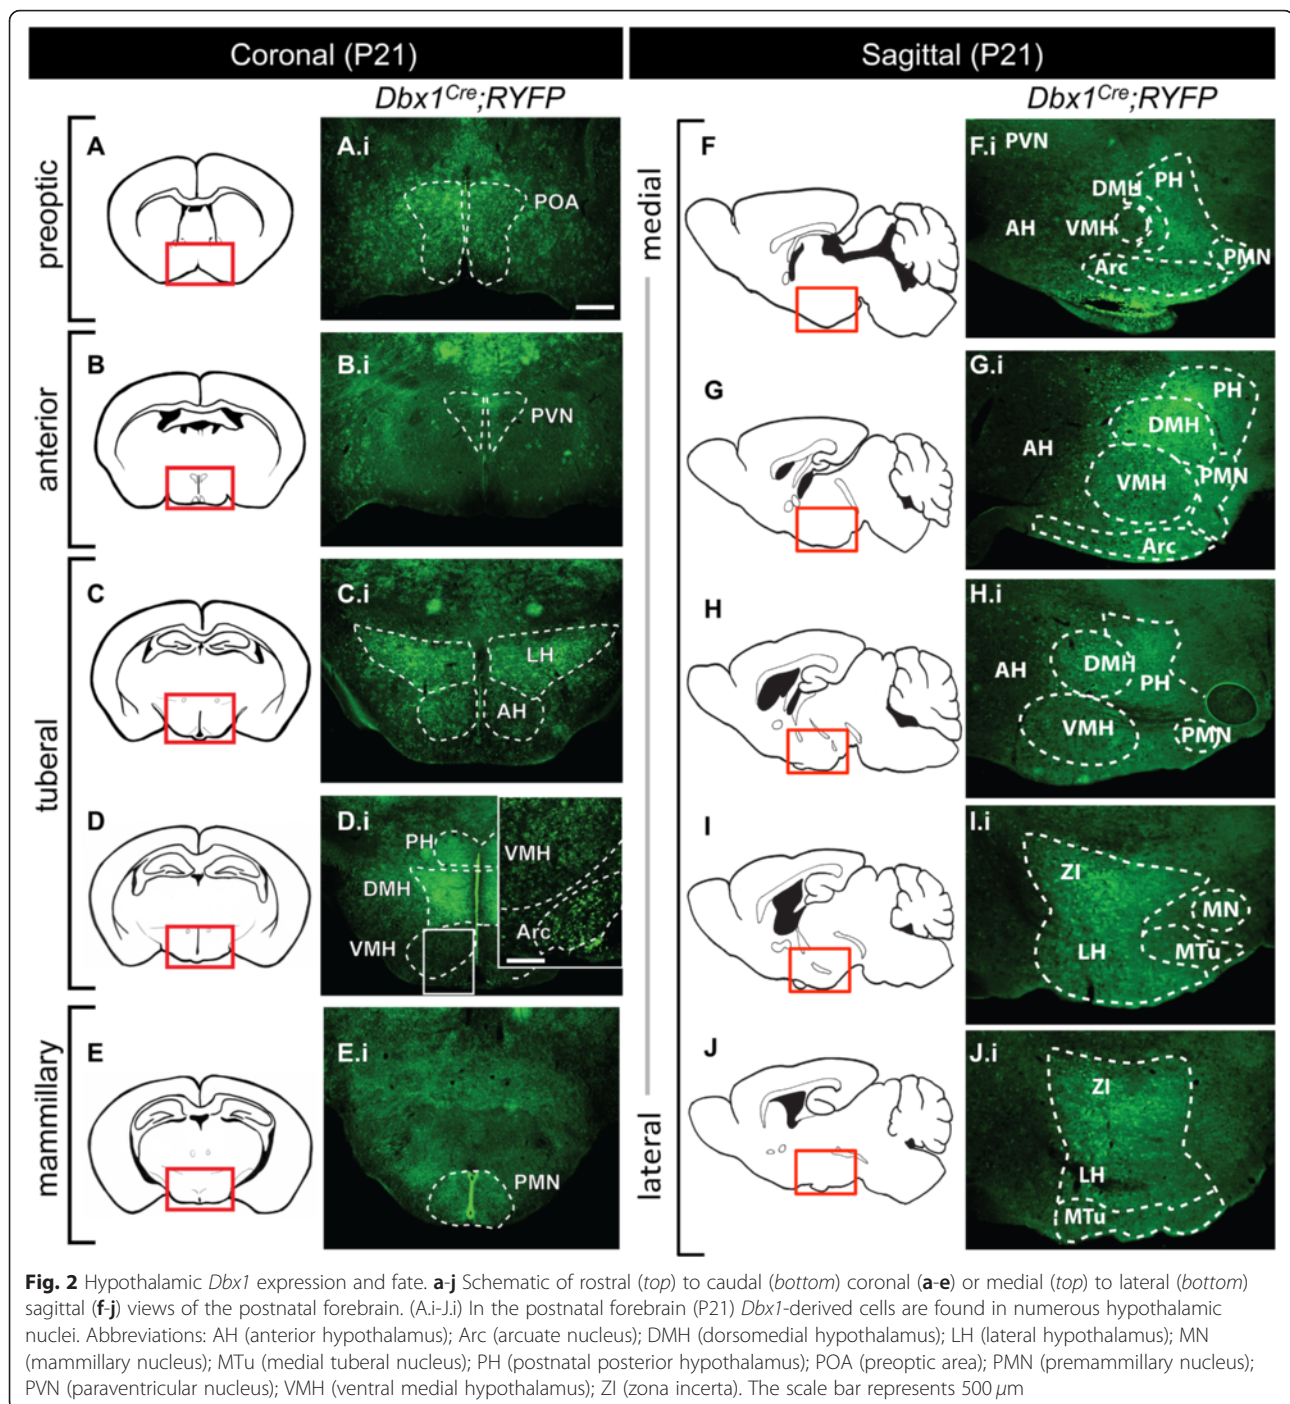 Coronal (P21)
Sagittal (P21)
Dbx1Cre;RYFP
Dbx1Cre;RYFP
preoptic
A
A.i
POA
anterior
B
B.i
PVN
tuberal
C
C.i
LH
AH
D
D.i
PH
DMH
VMH
VMH
Arc
mammillary
E
E.i
PMN
medial
lateral
F
F.i
PVN
DMH
PH
AH
VMH
Arc
PMN
G
G.i
PH
DMH
AH
VMH
PMN
Arc
H
H.i
AH
DMH
PH
VMH
PMN
I
I.i
ZI
MN
LH
MTu
J
J.i
ZI
LH
MTu
Fig. 2 Hypothalamic Dbx1 expression and fate. a-j Schematic of rostral (top) to caudal (bottom) coronal (a-e) or medial (top) to lateral (bottom)
sagittal (f-j) views of the postnatal forebrain. (A.i-J.i) In the postnatal forebrain (P21) Dbx1-derived cells are found in numerous hypothalamic
nuclei. Abbreviations: AH (anterior hypothalamus); Arc (arcuate nucleus); DMH (dorsomedial hypothalamus); LH (lateral hypothalamus); MN
(mammillary nucleus); MTu (medial tuberal nucleus); PH (postnatal posterior hypothalamus); POA (preoptic area); PMN (premammillary nucleus);
PVN (paraventricular nucleus); VMH (ventral medial hypothalamus); ZI (zona incerta). The scale bar represents 500 μm